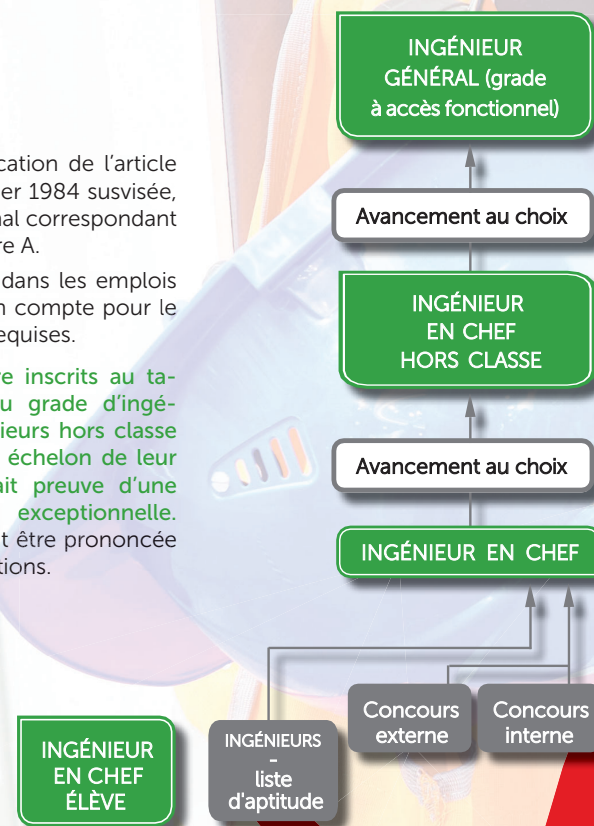 cation de l'article
er 1984 susvisée,
nal correspondant
re A.
dans les emplois
n compte pour le
equises.
re inscrits au ta-
u grade d'ingé-
ieurs hors classe
échelon de leur
ait preuve d'une
exceptionnelle.
t être prononcée
tions.
INGÉNIEUR
GÉNÉRAL (grade
à accès fonctionnel)
Avancement au choix
INGÉNIEUR
EN CHEF
HORS CLASSE
Avancement au choix
INGÉNIEUR EN CHEF
Concours
externe
Concours
interne
INGÉNIEURS
-
liste
d'aptitude
INGÉNIEUR
EN CHEF
ÉLÈVE